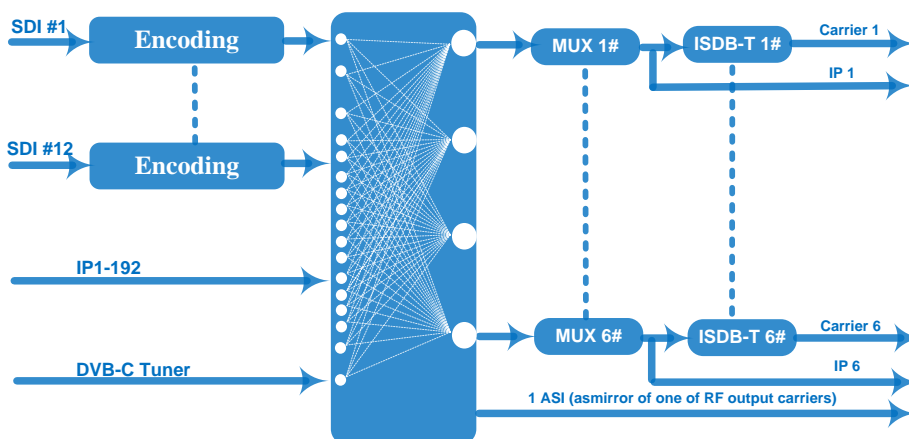 SDI #1
Encoding
MUX 1#
ISDB-T 1#
Carrier 1
IP 1
SDI #12
Encoding
IP1-192
MUX 6#
ISDB-T 6#
Carrier 6
IP 6
DVB-C Tuner
1 ASI (asmirror of one of RF output carriers)